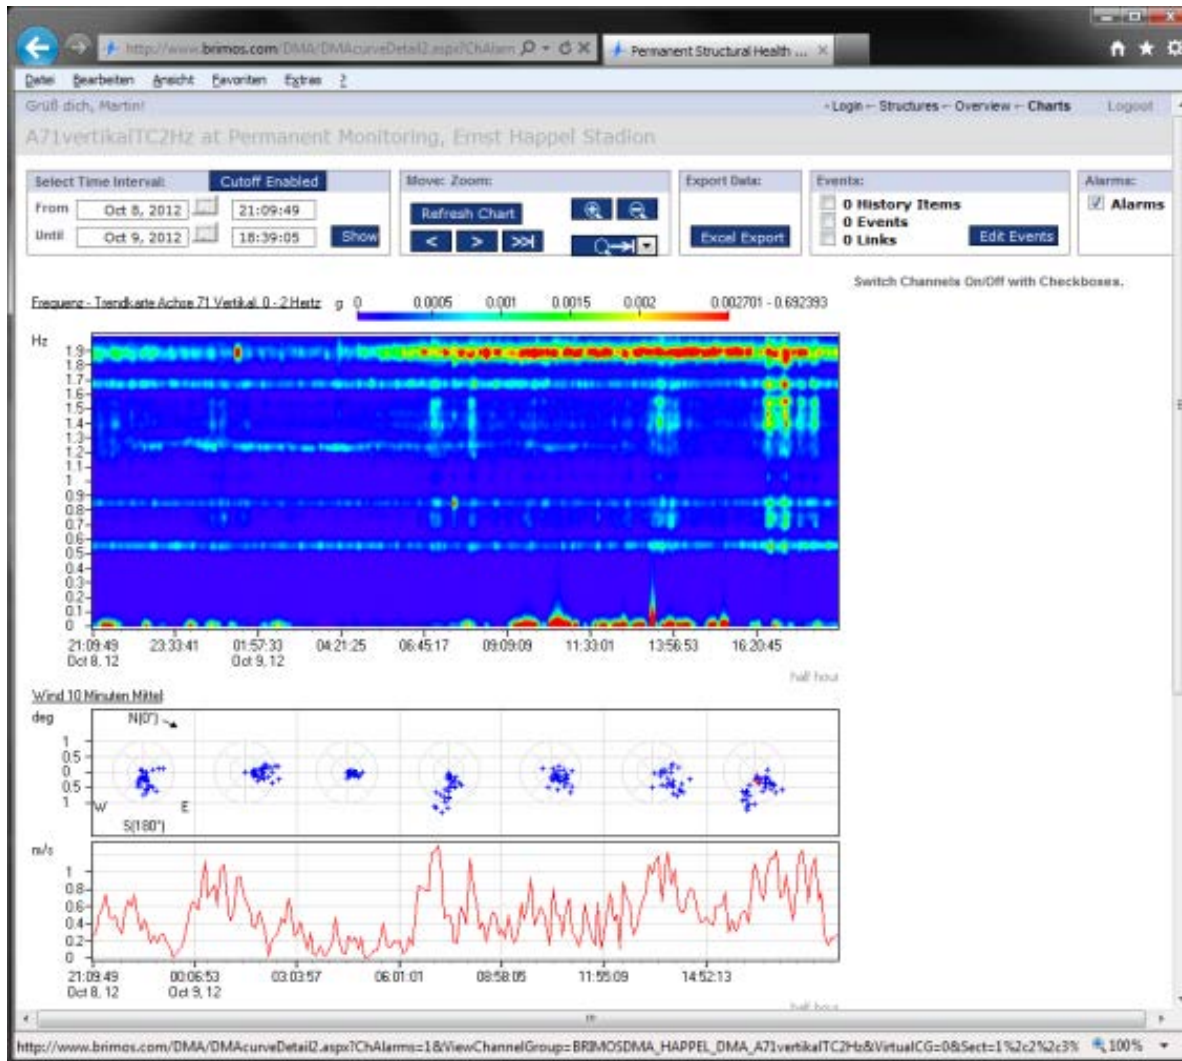 http://www.brimos.com/DMA/DMAcurveDetail2.aspx?ChAlarm
Permanent Structural Health ...
Datei Bearbeiten Ansicht Favoriten Extras ?
Grüß dich, Martin!
Login Structures Overview Charts Logout
A71vertikalTC2Hz at Permanent Monitoring, Ernst Happel Stadion
Select Time Interval: Cutoff Enabled Move: Zoom: Export Data: Events: Alarms:
From Oct 8, 2012 21:09:49 Refresh Chart 0 History Items Alarms
0 Events
Until Oct 9, 2012 18:39:05 Show < > >>| Excel Export 0 Links Edit Events
Switch Channels On/Off with Checkboxes.
Frequenz - Trendkarte Achse 71 Vertikal, 0 - 2 Hertz g 0 0.0005 0.001 0.0015 0.002 0.002701 - 0.692393
Hz
1.9
1.8
1.7
1.6
1.5
1.4
1.3
1.2
1.1
1
0.9
0.8
0.7
0.6
0.5
0.4
0.3
0.2
0.1
0
21:09:49 23:33:41 01:57:33 04:21:25 06:45:17 09:09:09 11:33:01 13:56:53 16:20:45
Oct 8, 12 Oct 9, 12
half hour
Wind 10 Minuten Mittel
deg N(0°)
1
0.5
0
0.5
1
W E
S(180°)
m/s
1
0.8
0.6
0.4
0.2
0
21:09:49 00:06:53 03:03:57 06:01:01 08:58:05 11:55:09 14:52:13
Oct 8, 12 Oct 9, 12
half hour
http://www.brimos.com/DMA/DMAcurveDetail2.aspx?ChAlarms=1&ViewChannelGroup=BRIMOSDMA_HAPPEL_DMA_A71vertikalTC2Hz&VirtualCG=0&Sect=1%2c2%2c3% 100%